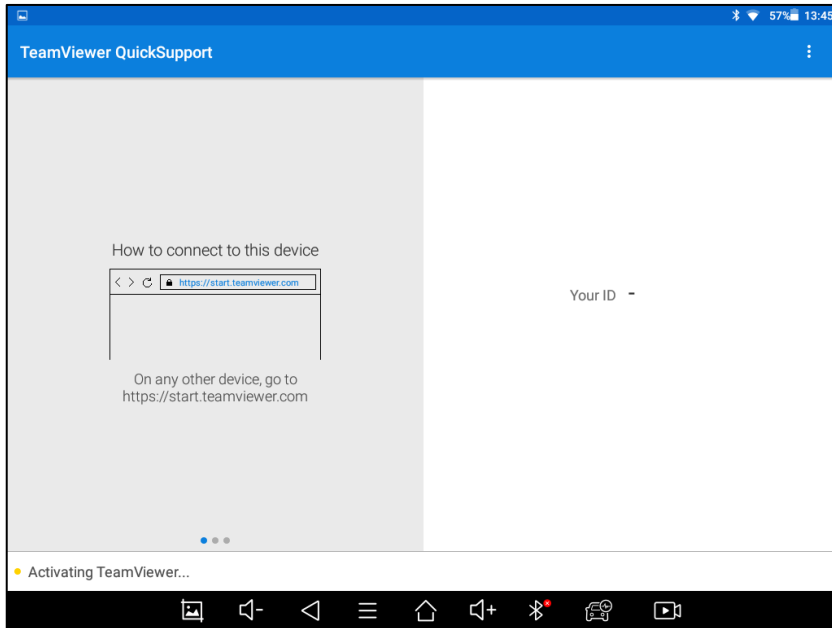 57% 13:45
TeamViewer QuickSupport
How to connect to this device
https://start.teamviewer.com
On any other device, go to
https://start.teamviewer.com
Your ID -
Activating TeamViewer...